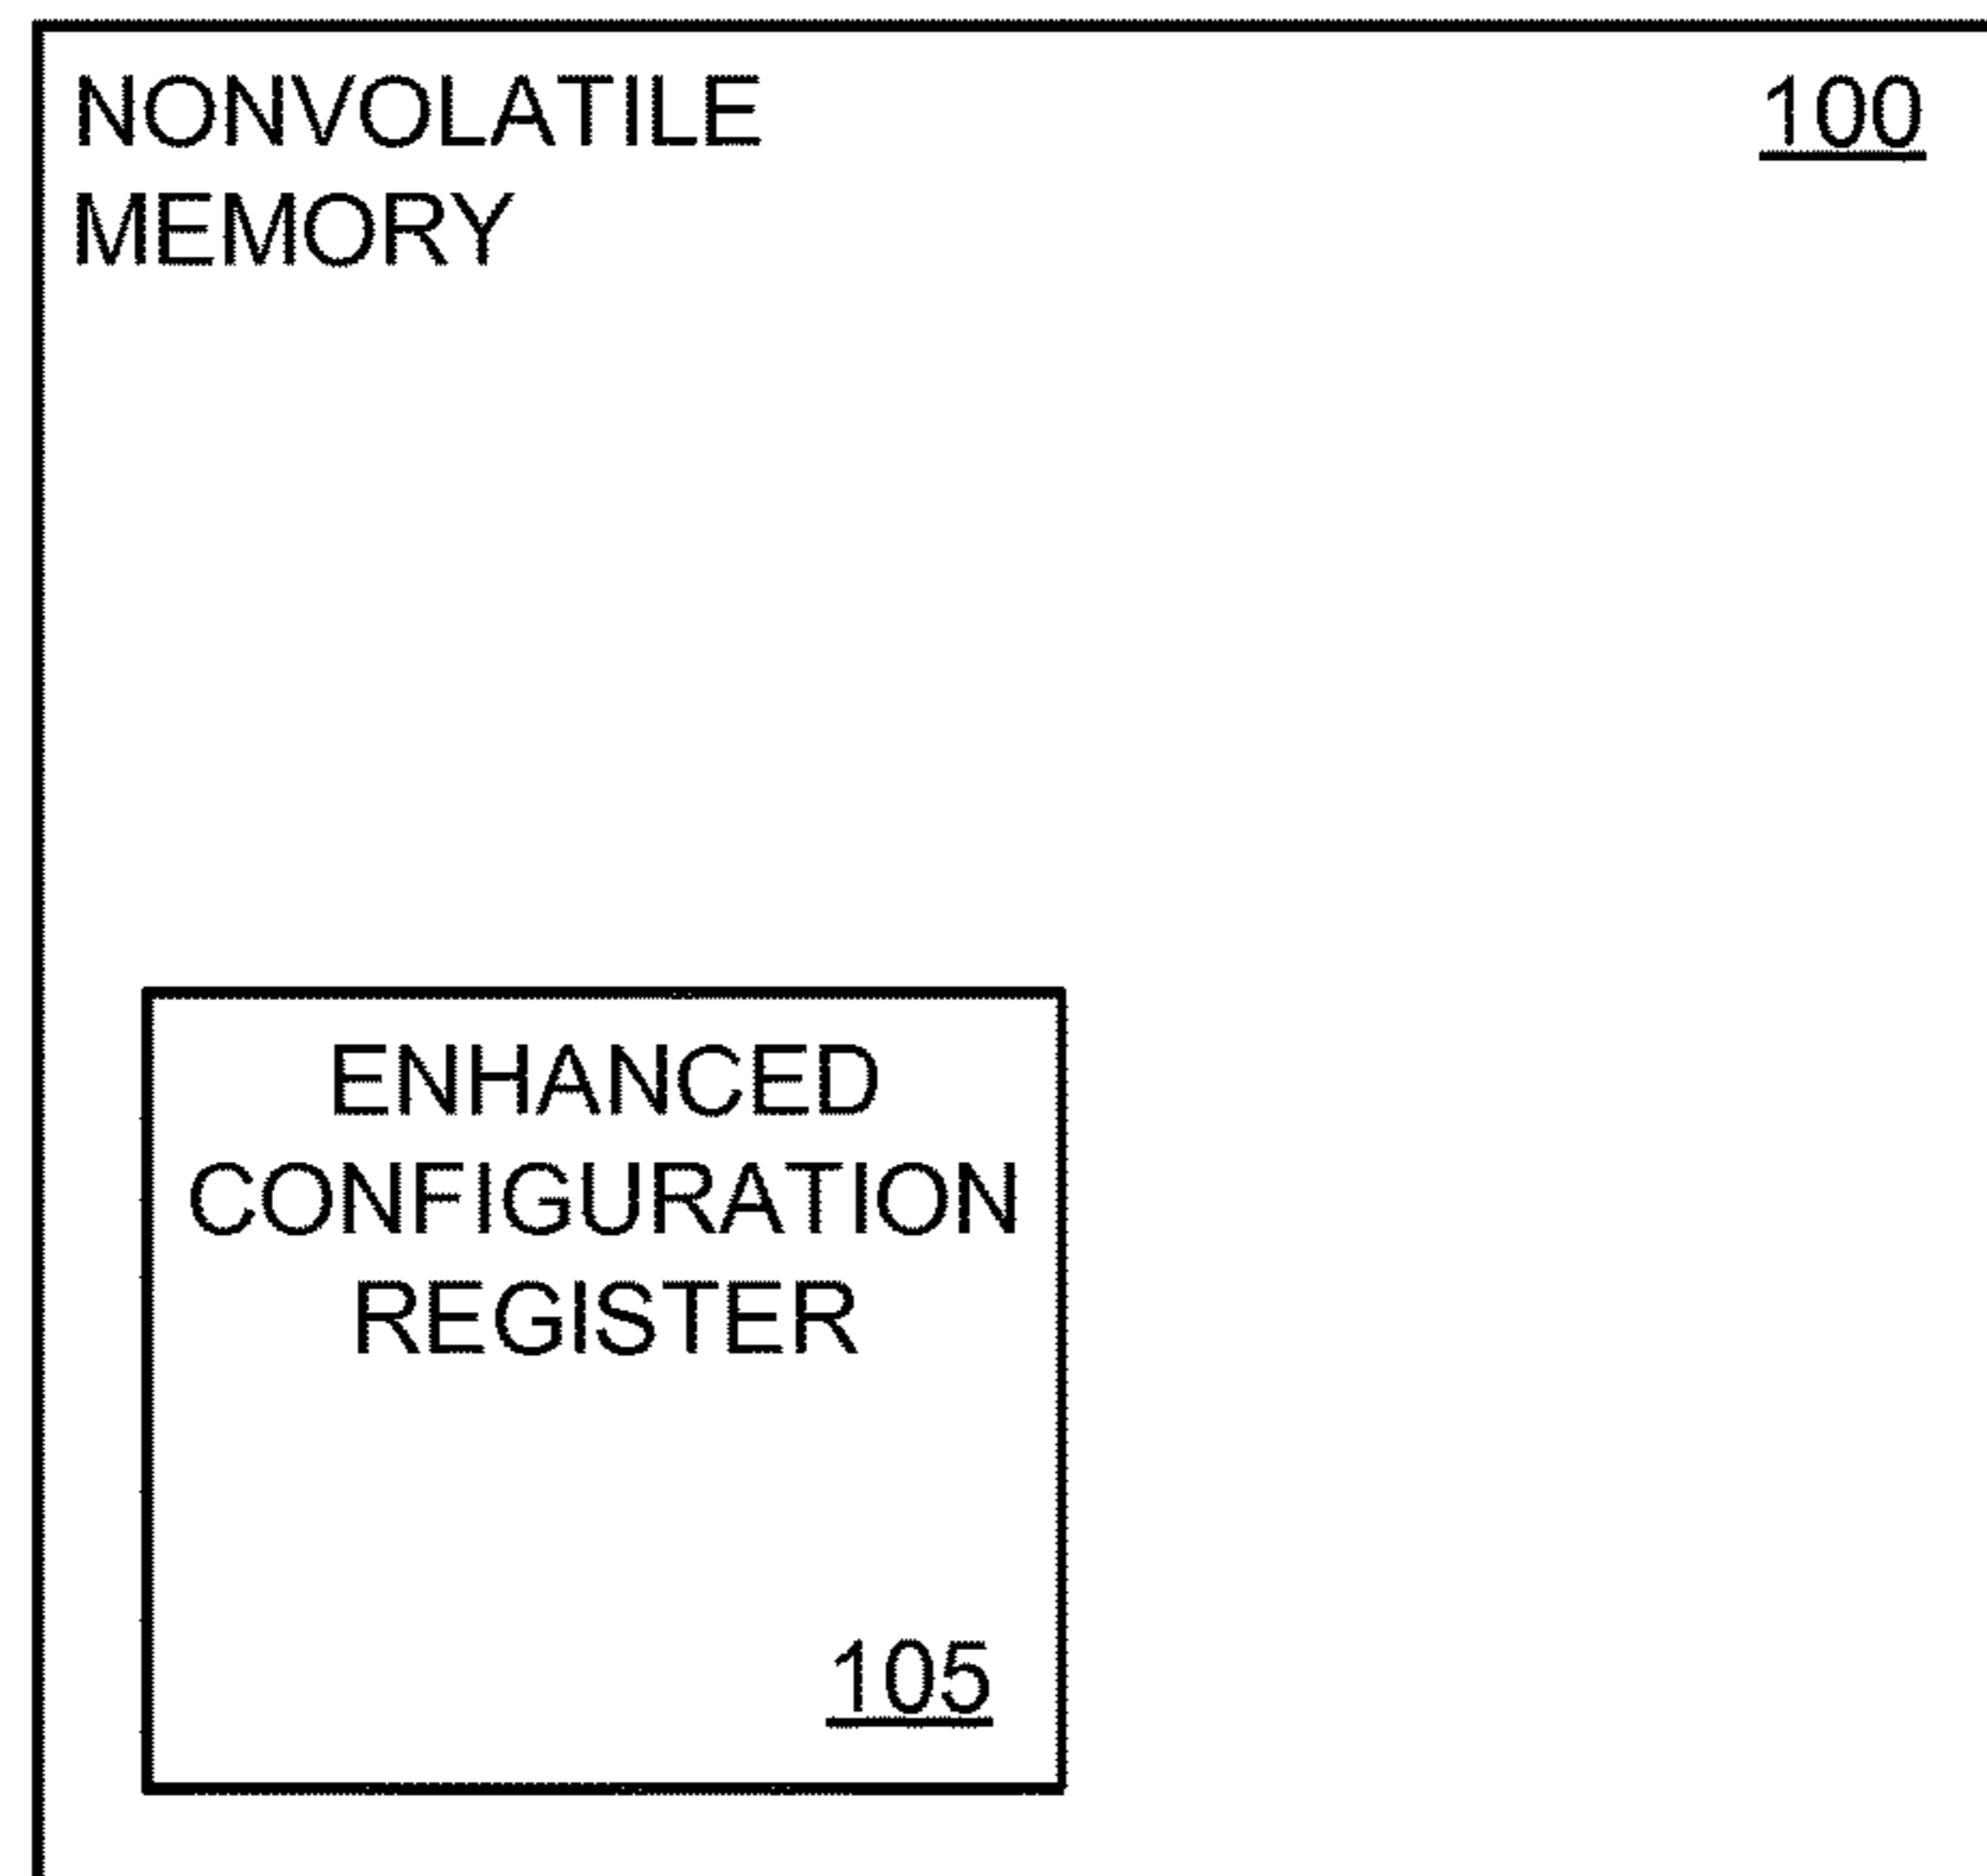 NONVOLATILE
MEMORY
100
ENHANCED
CONFIGURATION
REGISTER
105